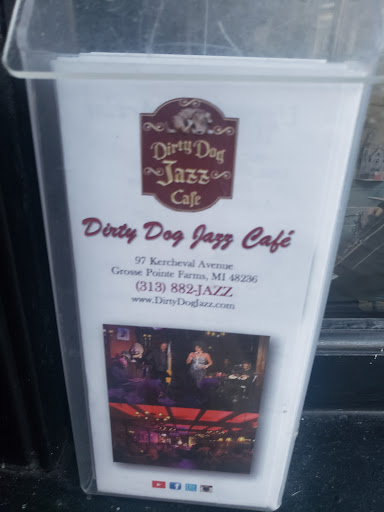 Dirty Dog
Jazz
Cafe
Dirty Dog Jazz Café
97 Kercheval Avenue
Grosse Pointe Farms, MI 48236
(313) 882-JAZZ
www.DirtyDogJazz.com